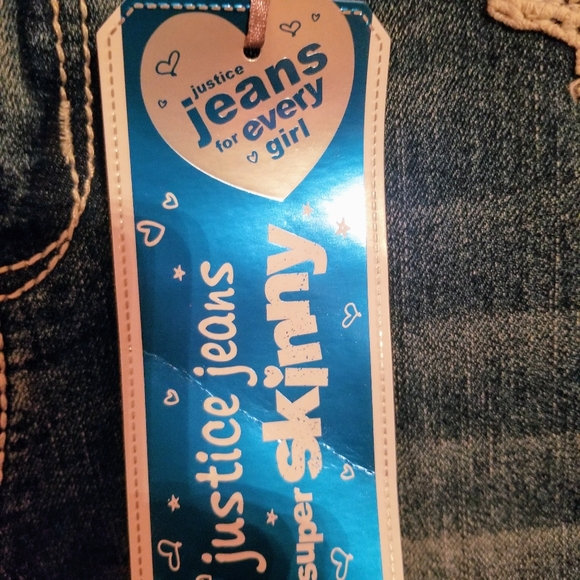 justice
jeans
for every
girl
justice jeans
super skinny